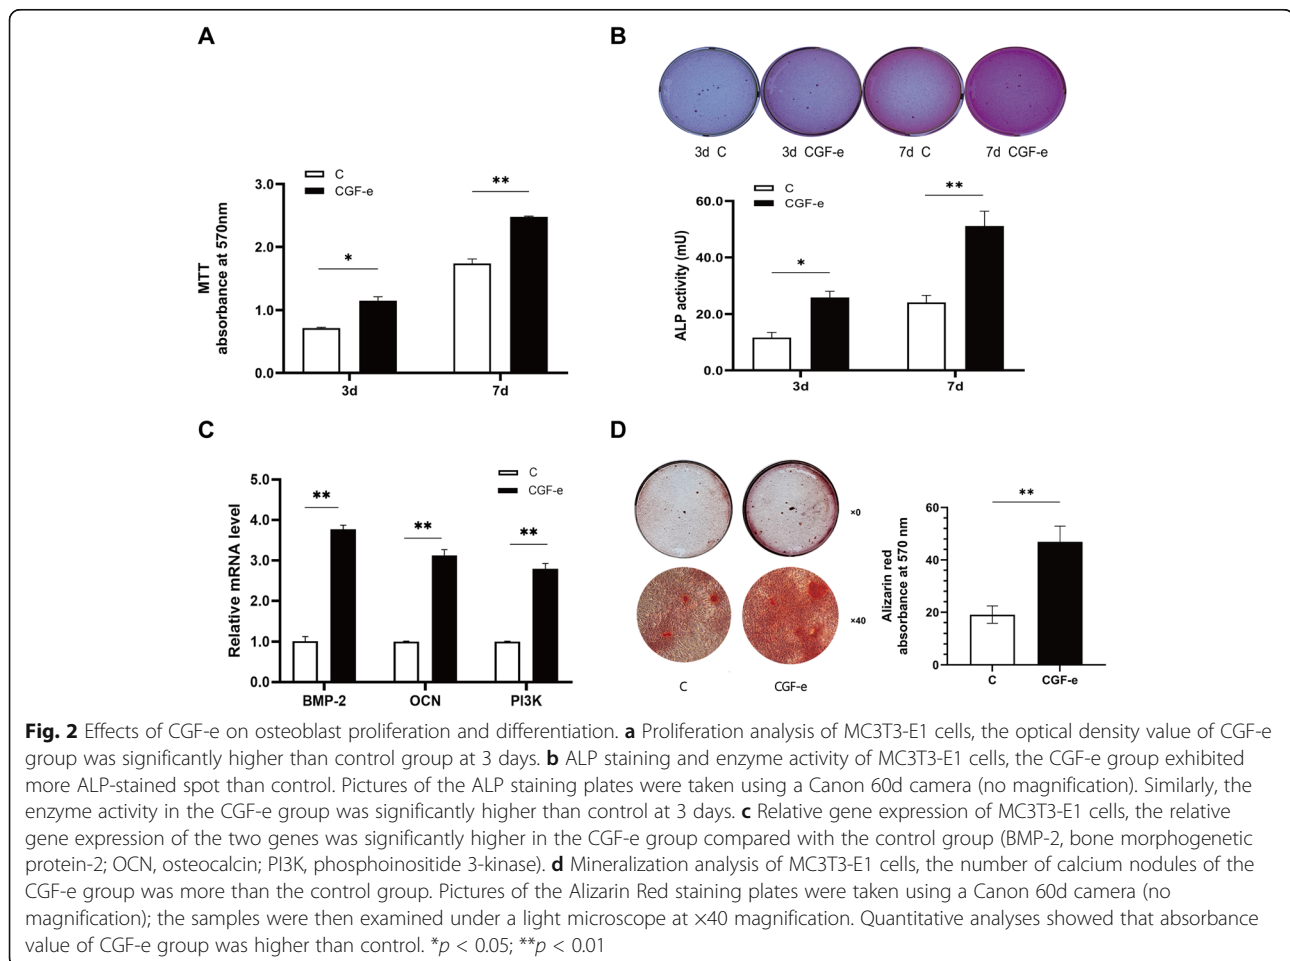 A
C
CGF-e
3.0
2.0
1.0
0.0
MTT
absorbance at 570nm
*
**
3d
7d
B
3d C
3d CGF-e
7d C
7d CGF-e
C
CGF-e
60.0
40.0
20.0
0.0
ALP activity (mU)
*
**
3d
7d
C
C
CGF-e
5.0
4.0
3.0
2.0
1.0
0.0
Relative mRNA level
**
**
**
BMP-2
OCN
PI3K
D
×0
×40
C
CGF-e
60
40
20
0
Alizarin red
absorbance at 570 nm
**
C
CGF-e
Fig. 2 Effects of CGF-e on osteoblast proliferation and differentiation. a Proliferation analysis of MC3T3-E1 cells, the optical density value of CGF-e
group was significantly higher than control group at 3 days. b ALP staining and enzyme activity of MC3T3-E1 cells, the CGF-e group exhibited
more ALP-stained spot than control. Pictures of the ALP staining plates were taken using a Canon 60d camera (no magnification). Similarly, the
enzyme activity in the CGF-e group was significantly higher than control at 3 days. c Relative gene expression of MC3T3-E1 cells, the relative
gene expression of the two genes was significantly higher in the CGF-e group compared with the control group (BMP-2, bone morphogenetic
protein-2; OCN, osteocalcin; PI3K, phosphoinositide 3-kinase). d Mineralization analysis of MC3T3-E1 cells, the number of calcium nodules of the
CGF-e group was more than the control group. Pictures of the Alizarin Red staining plates were taken using a Canon 60d camera (no
magnification); the samples were then examined under a light microscope at ×40 magnification. Quantitative analyses showed that absorbance
value of CGF-e group was higher than control. *p < 0.05; **p < 0.01